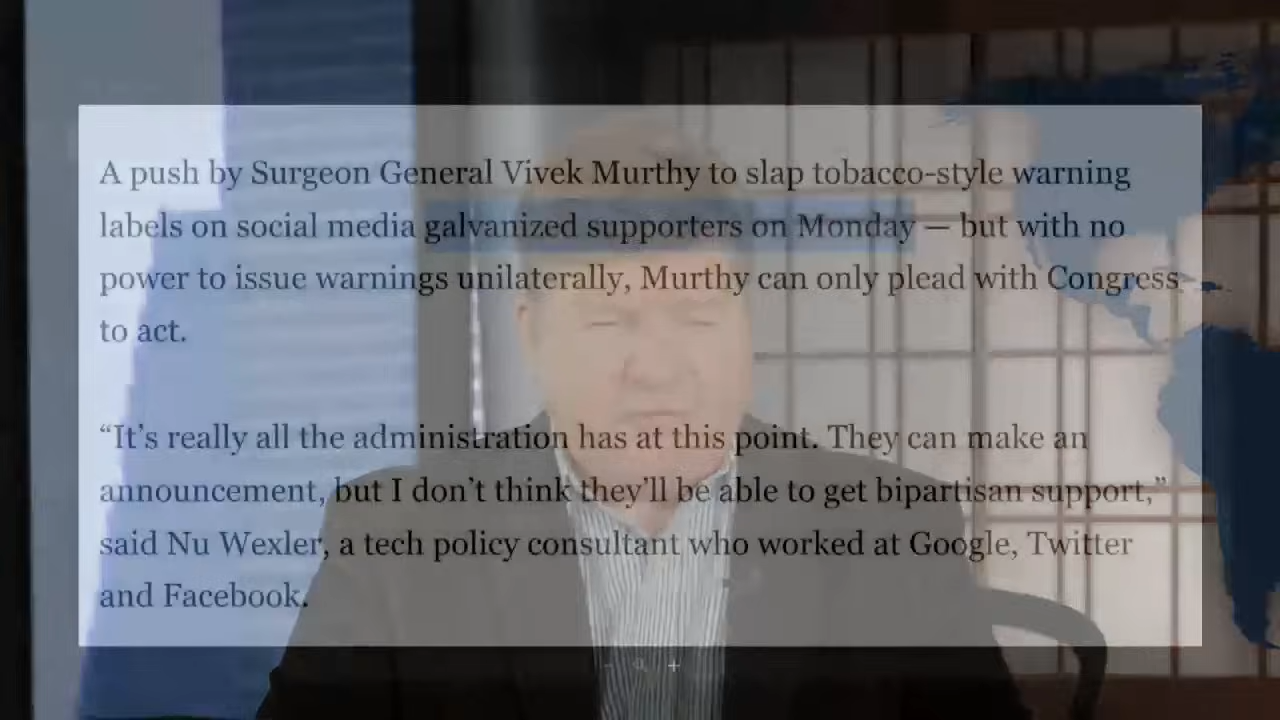 A push by Surgeon General Vivek Murthy to slap tobacco-style warning
labels on social media galvanized supporters on Monday — but with no
power to issue warnings unilaterally, Murthy can only plead with Congress
to act.
“It’s really all the administration has at this point. They can make an
announcement, but I don’t think they’ll be able to get bipartisan support,”
said Nu Wexler, a tech policy consultant who worked at Google, Twitter
and Facebook.